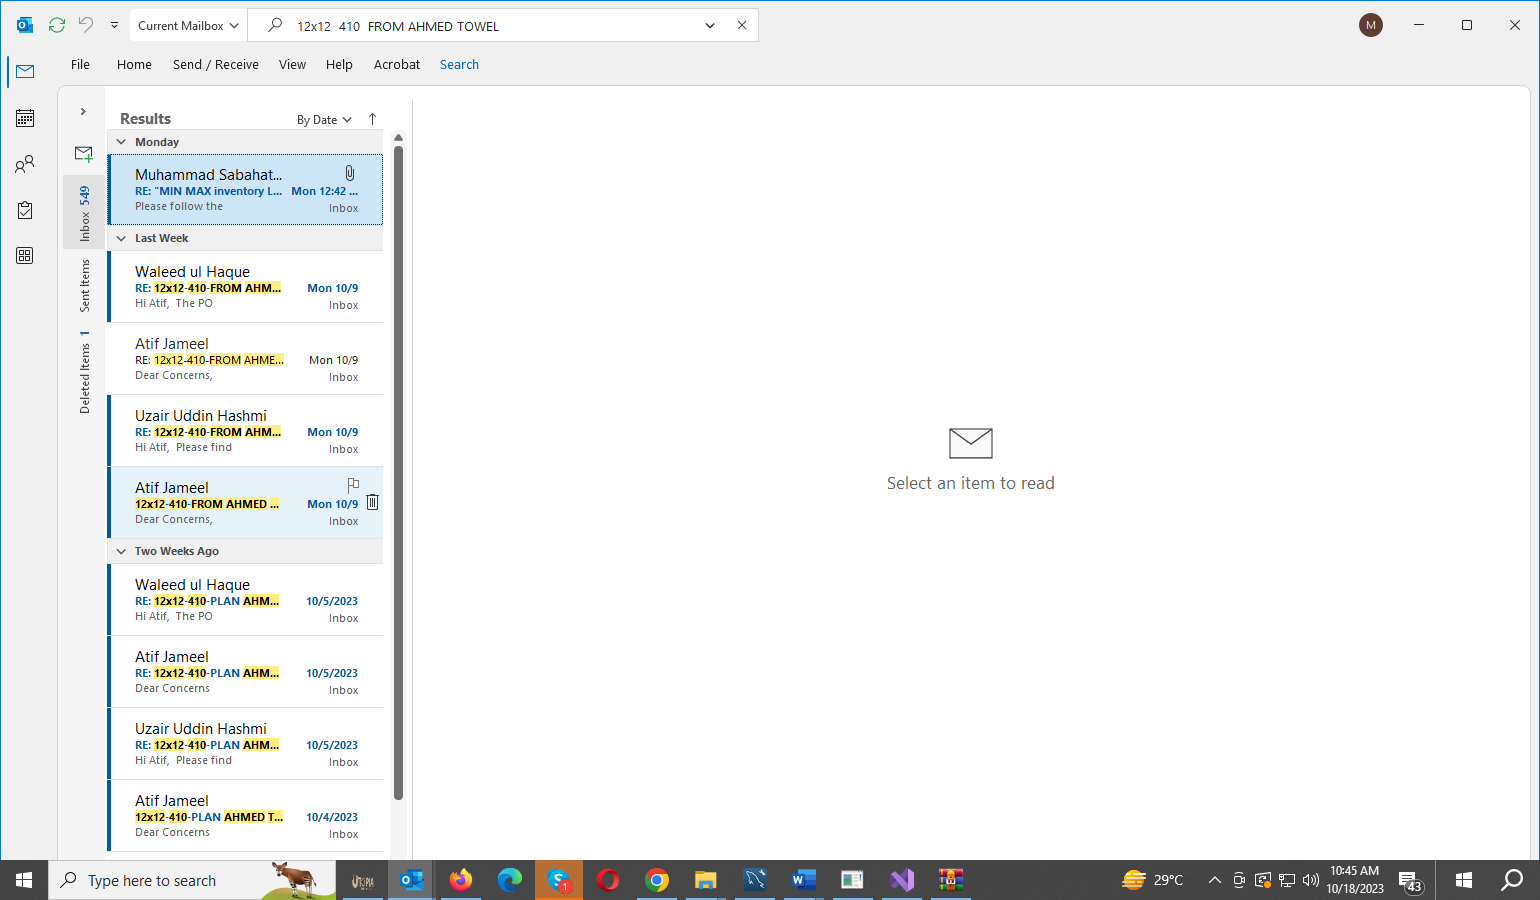 Current Mailbox
12x12 410 FROM AHMED TOWEL
M
File Home Send / Receive View Help Acrobat Search
Results By Date
Monday
Muhammad Sabahat...
RE: "MIN MAX inventory L... Mon 12:42 ...
Please follow the Inbox
Last Week
Waleed ul Haque
RE: 12x12-410-FROM AHM... Mon 10/9
Hi Atif, The PO Inbox
Atif Jameel
RE: 12x12-410-FROM AHME... Mon 10/9
Dear Concerns, Inbox
Uzair Uddin Hashmi
RE: 12x12-410-FROM AHM... Mon 10/9
Hi Atif, Please find Inbox
Atif Jameel
12x12-410-FROM AHMED ... Mon 10/9
Dear Concerns, Inbox
Two Weeks Ago
Waleed ul Haque
RE: 12x12-410-PLAN AHM... 10/5/2023
Hi Atif, The PO Inbox
Atif Jameel
RE: 12x12-410-PLAN AHM... 10/5/2023
Dear Concerns Inbox
Uzair Uddin Hashmi
RE: 12x12-410-PLAN AHM... 10/5/2023
Hi Atif, Please find Inbox
Atif Jameel
12x12-410-PLAN AHMED T... 10/4/2023
Dear Concerns Inbox
Inbox 549
Sent Items
Deleted Items 1
Select an item to read
Type here to search
UTOPIA
1
29°C
10:45 AM
10/18/2023
43